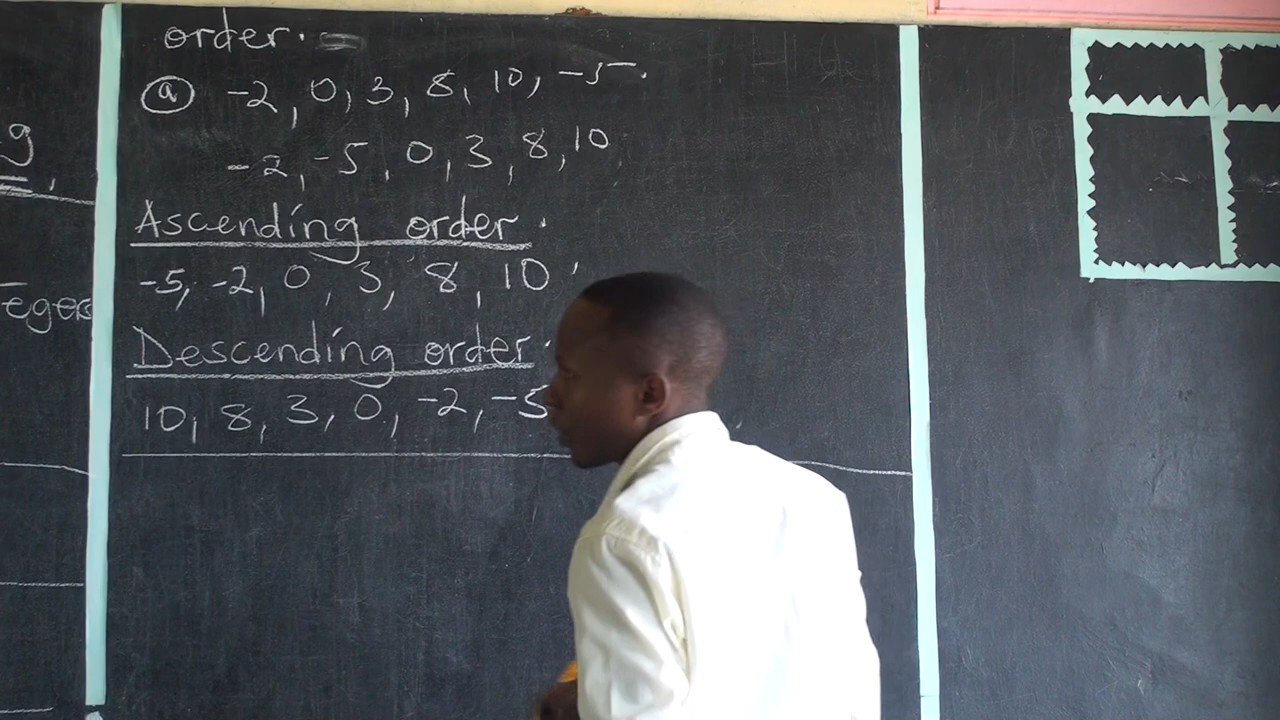 order.
g
(a) -2, 0, 3, 8, 10, -5.
-2, -5, 0, 3, 8, 10
Ascending order.
-5, -2, 0, 3, 8, 10
egers
Descending order.
10, 8, 3, 0, -2, -5